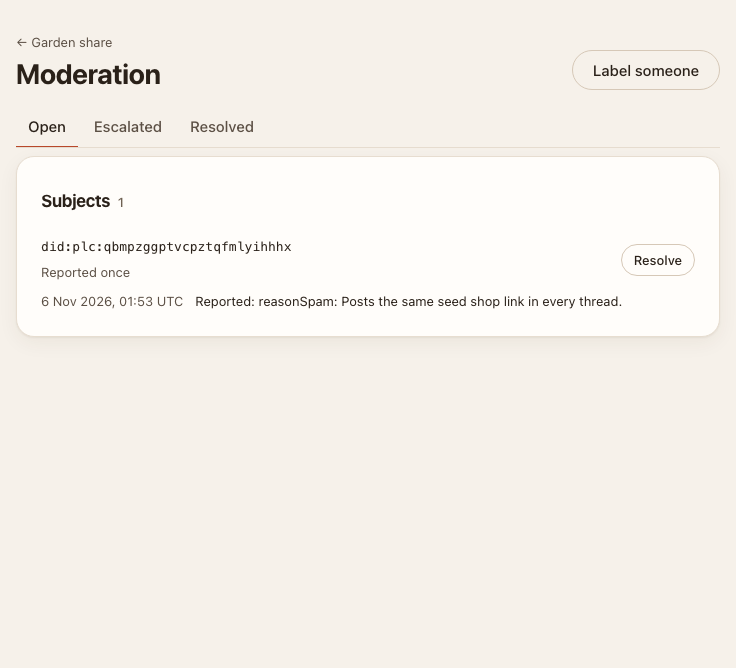 ← Garden share
Moderation
Label someone
Open
Escalated
Resolved
Subjects 1
did:plc:qbmpzggptvcpztqfmlyihhhx
Reported once
Resolve
6 Nov 2026, 01:53 UTC Reported: reasonSpam: Posts the same seed shop link in every thread.